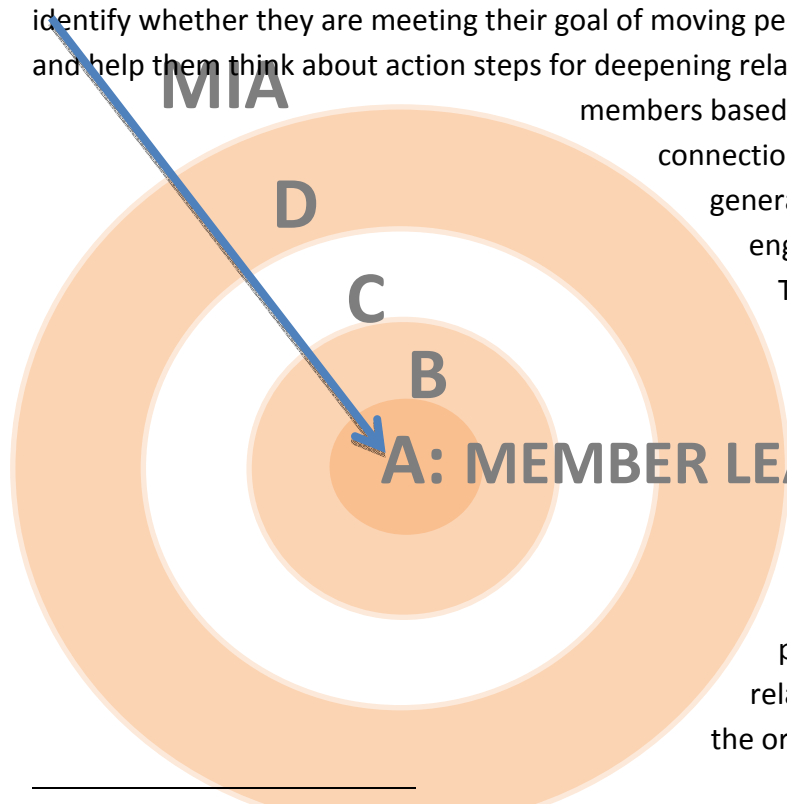 identify whether they are meeting their goal of moving pe
and help them think about action steps for deepening rela
MIA
members based
connectio
D
genera
eng
C
T
B
A: MEMBER LEA
p
rela
the or